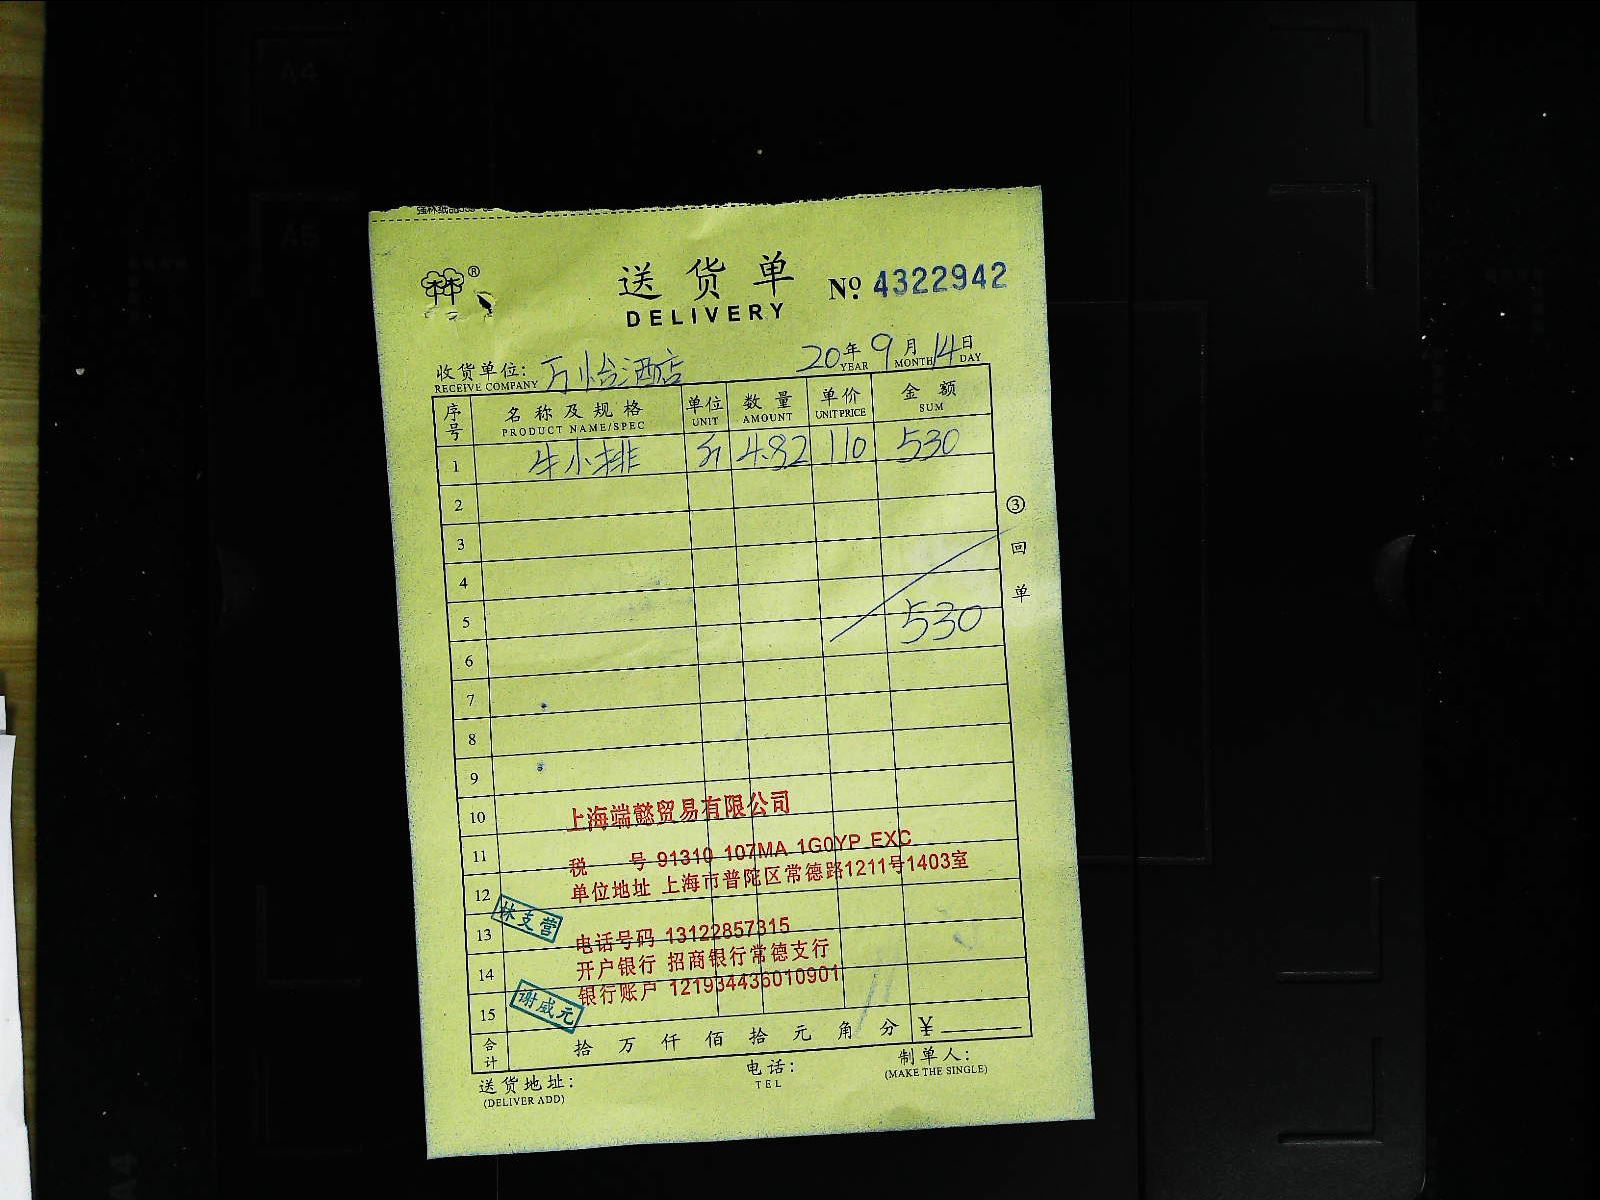 送货单
DELIVERY
No. 4322942
收货单位: 万怡酒店 20年9月14日
RECEIVE COMPANY YEAR MONTH DAY
序号 名称及规格 单位 数量 单价 金额
PRODUCT NAME/SPEC UNIT AMOUNT UNIT PRICE SUM
1 牛小排 斤 4.82 110 530
2
3
4
5 530
6
7
8
9
10
11
12
13
14
15
③回单
上海端懿贸易有限公司
税 号 91310 107MA 1G0YP EXC
单位地址 上海市普陀区常德路1211号1403室
林支营
电话号码 13122857315
开户银行 招商银行常德支行
银行账户 121934436010901
谢威元
合计 拾 万 仟 佰 拾 元 角 分 ¥
送货地址: 电话: 制单人:
(DELIVER ADD) TEL (MAKE THE SINGLE)
A4
A5
A4